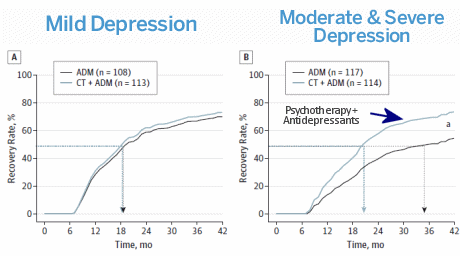 Mild Depression
Moderate & Severe
Depression
A
ADM (n = 108)
CT + ADM (n = 113)
Recovery Rate, %
100
80
60
40
20
0
0 6 12 18 24 30 36 42
Time, mo
B
ADM (n = 117)
CT + ADM (n = 114)
Psychotherapy+
Antidepressants
a
Recovery Rate, %
100
80
60
40
20
0
0 6 12 18 24 30 36 42
Time, mo